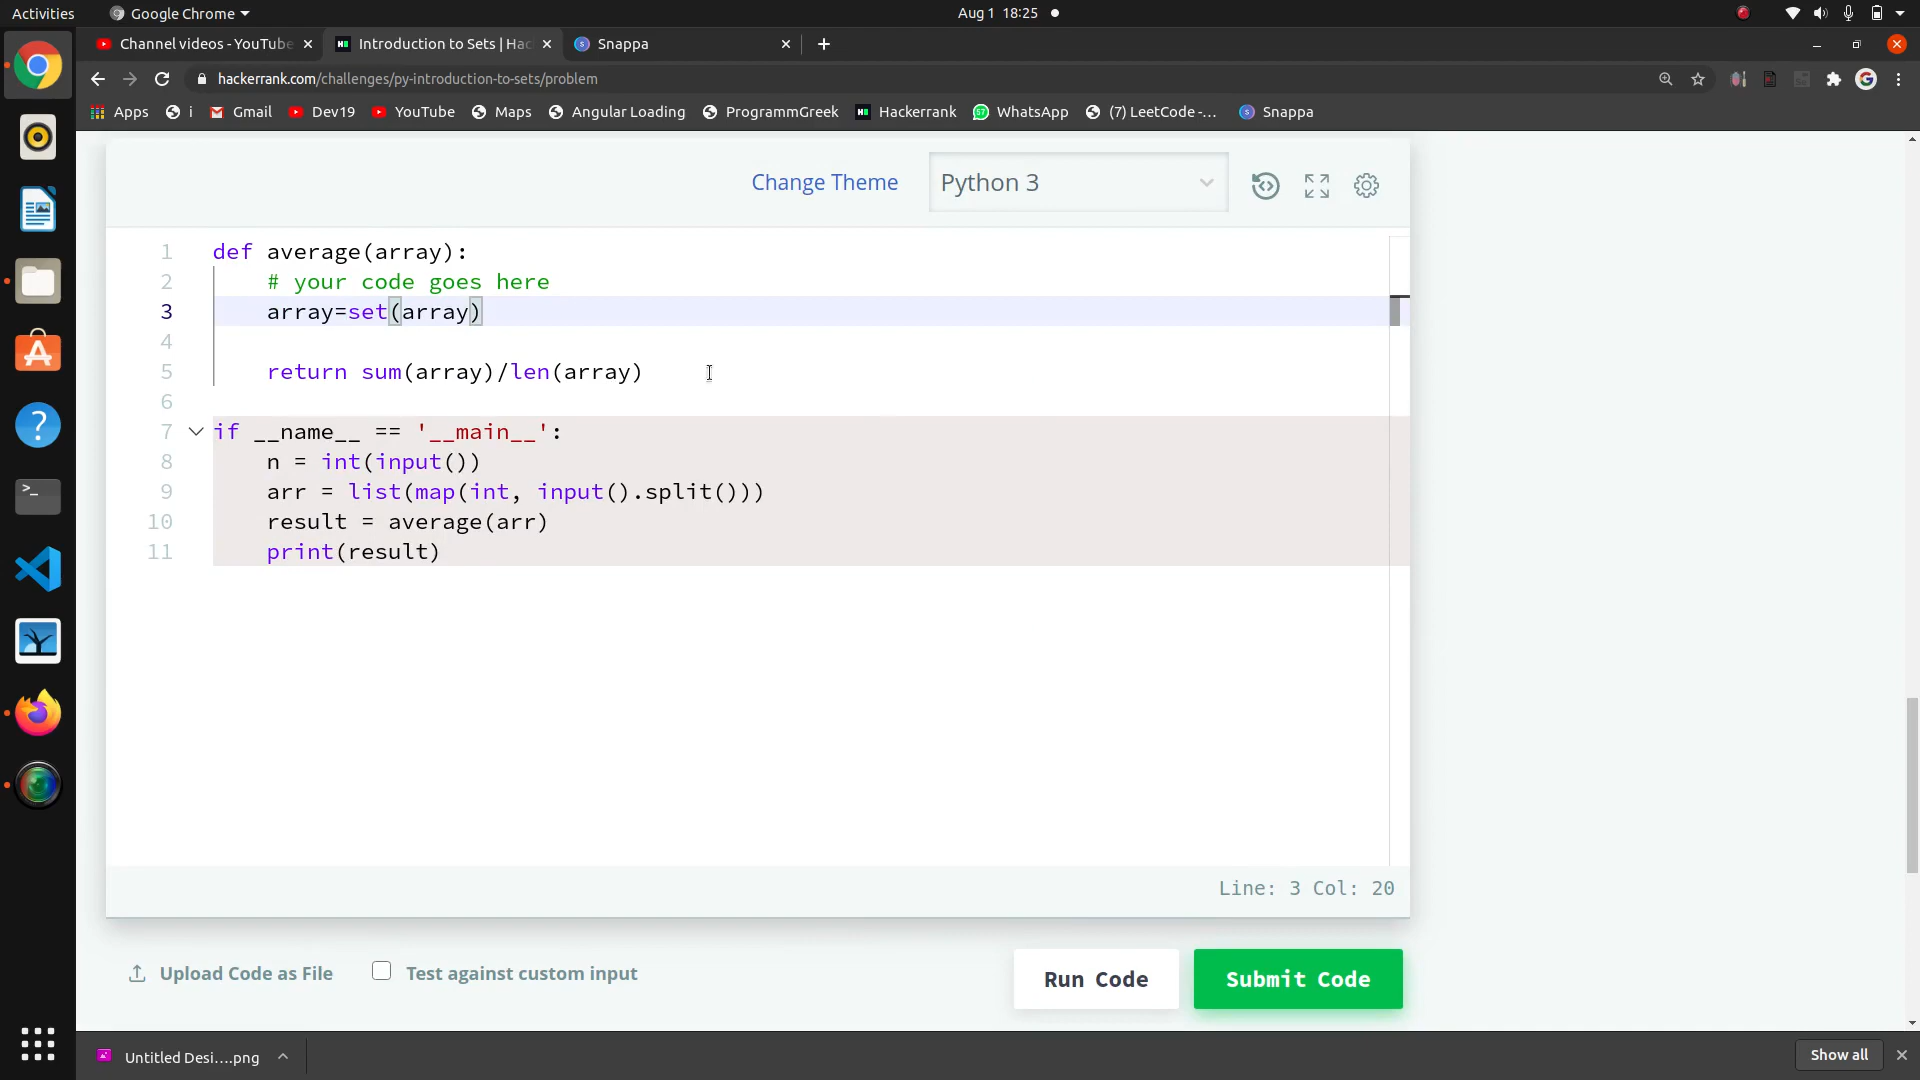 Activities
Google Chrome
Aug 1 18:25
Channel videos - YouTube
Introduction to Sets | Hac
Snappa
hackerrank.com/challenges/py-introduction-to-sets/problem
Apps
i
Gmail
Dev19
YouTube
Maps
Angular Loading
ProgrammGreek
Hackerrank
WhatsApp
(7) LeetCode -...
Snappa
Change Theme
Python 3
1 def average(array):
2 # your code goes here
3 array=set(array)
4
5 return sum(array)/len(array)
6
7 if __name__ == '__main__':
8 n = int(input())
9 arr = list(map(int, input().split()))
10 result = average(arr)
11 print(result)
Line: 3 Col: 20
Upload Code as File
Test against custom input
Run Code
Submit Code
Untitled Desi....png
Show all